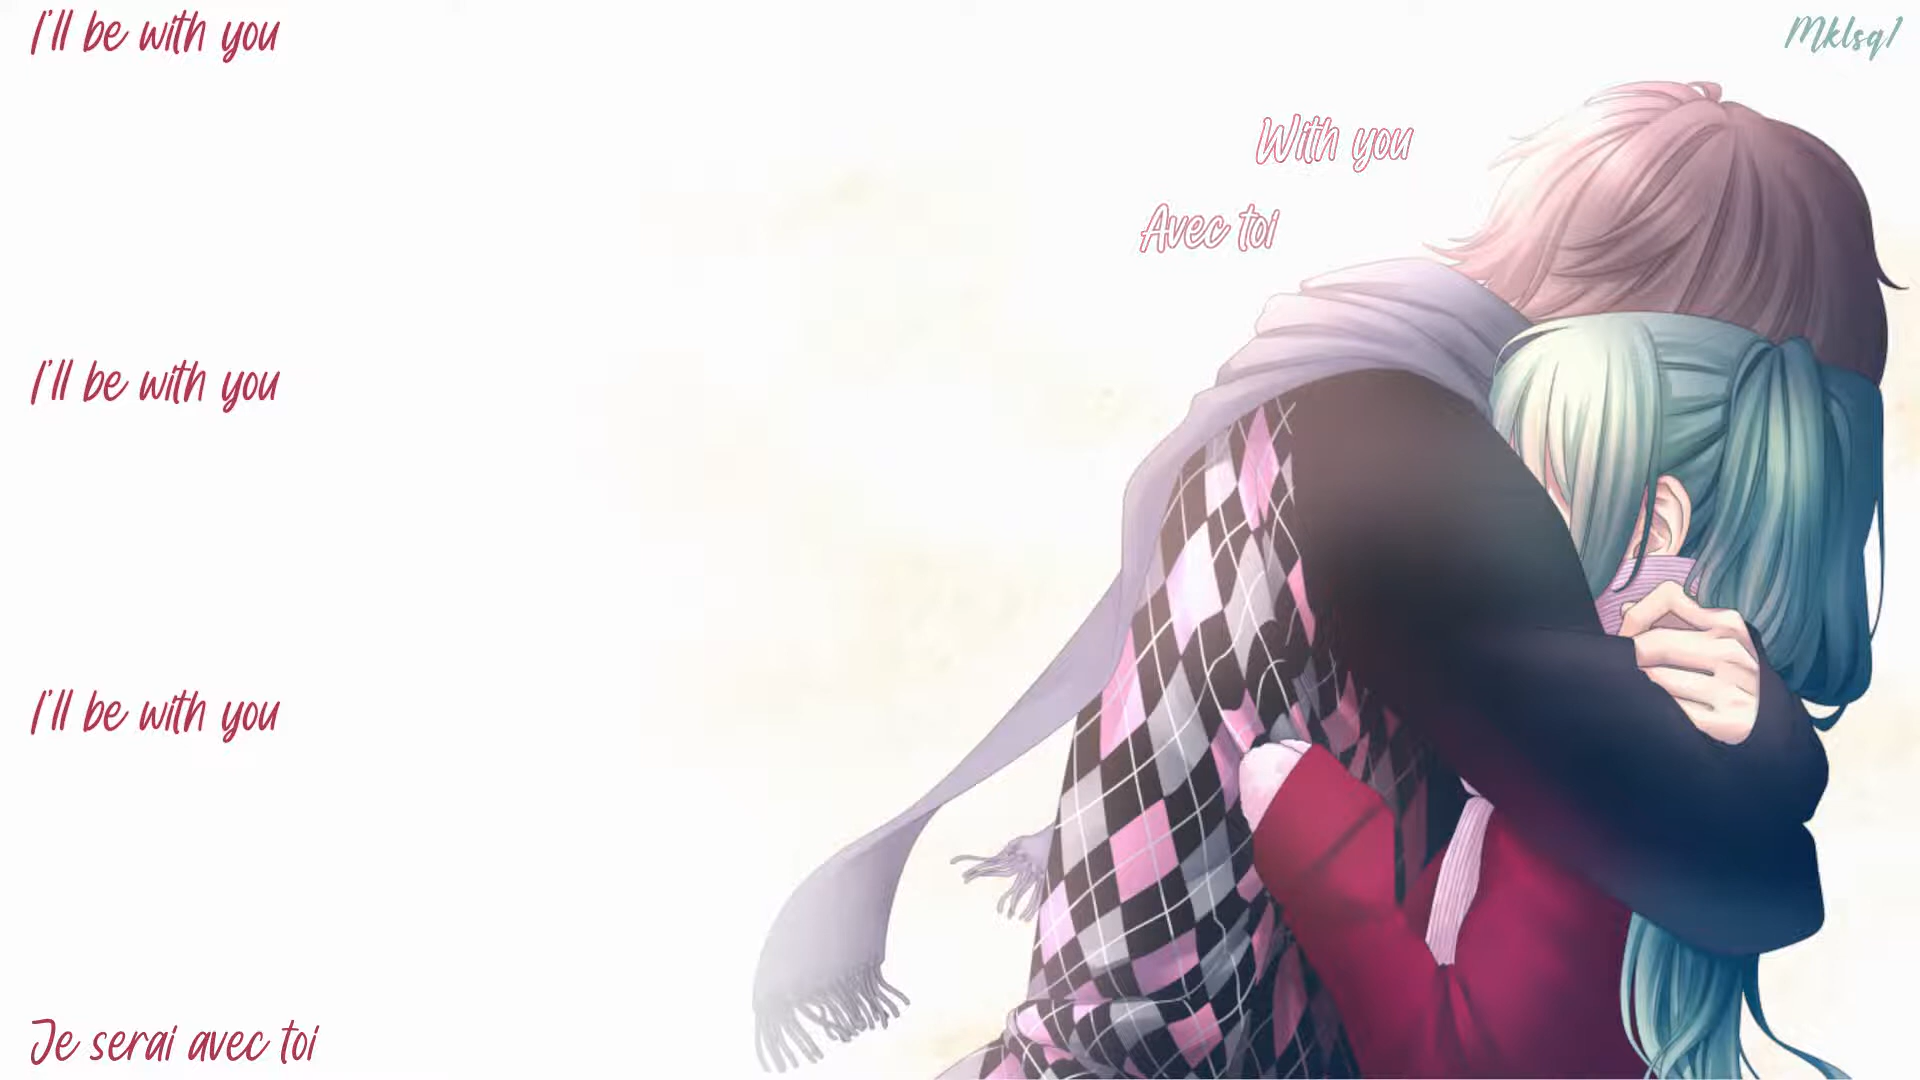 I'll be with you
Mklsq1
With you
Avec toi
I'll be with you
I'll be with you
Je serai avec toi